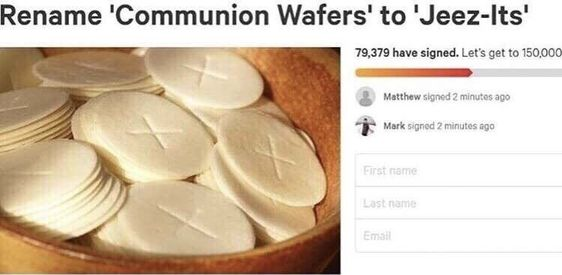 Rename 'Communion Wafers' to 'Jeez-Its'
79,379 have signed. Let's get to 150,000
Matthew signed 2 minutes ago
Mark signed 2 minutes ago
First name
Last name
Email